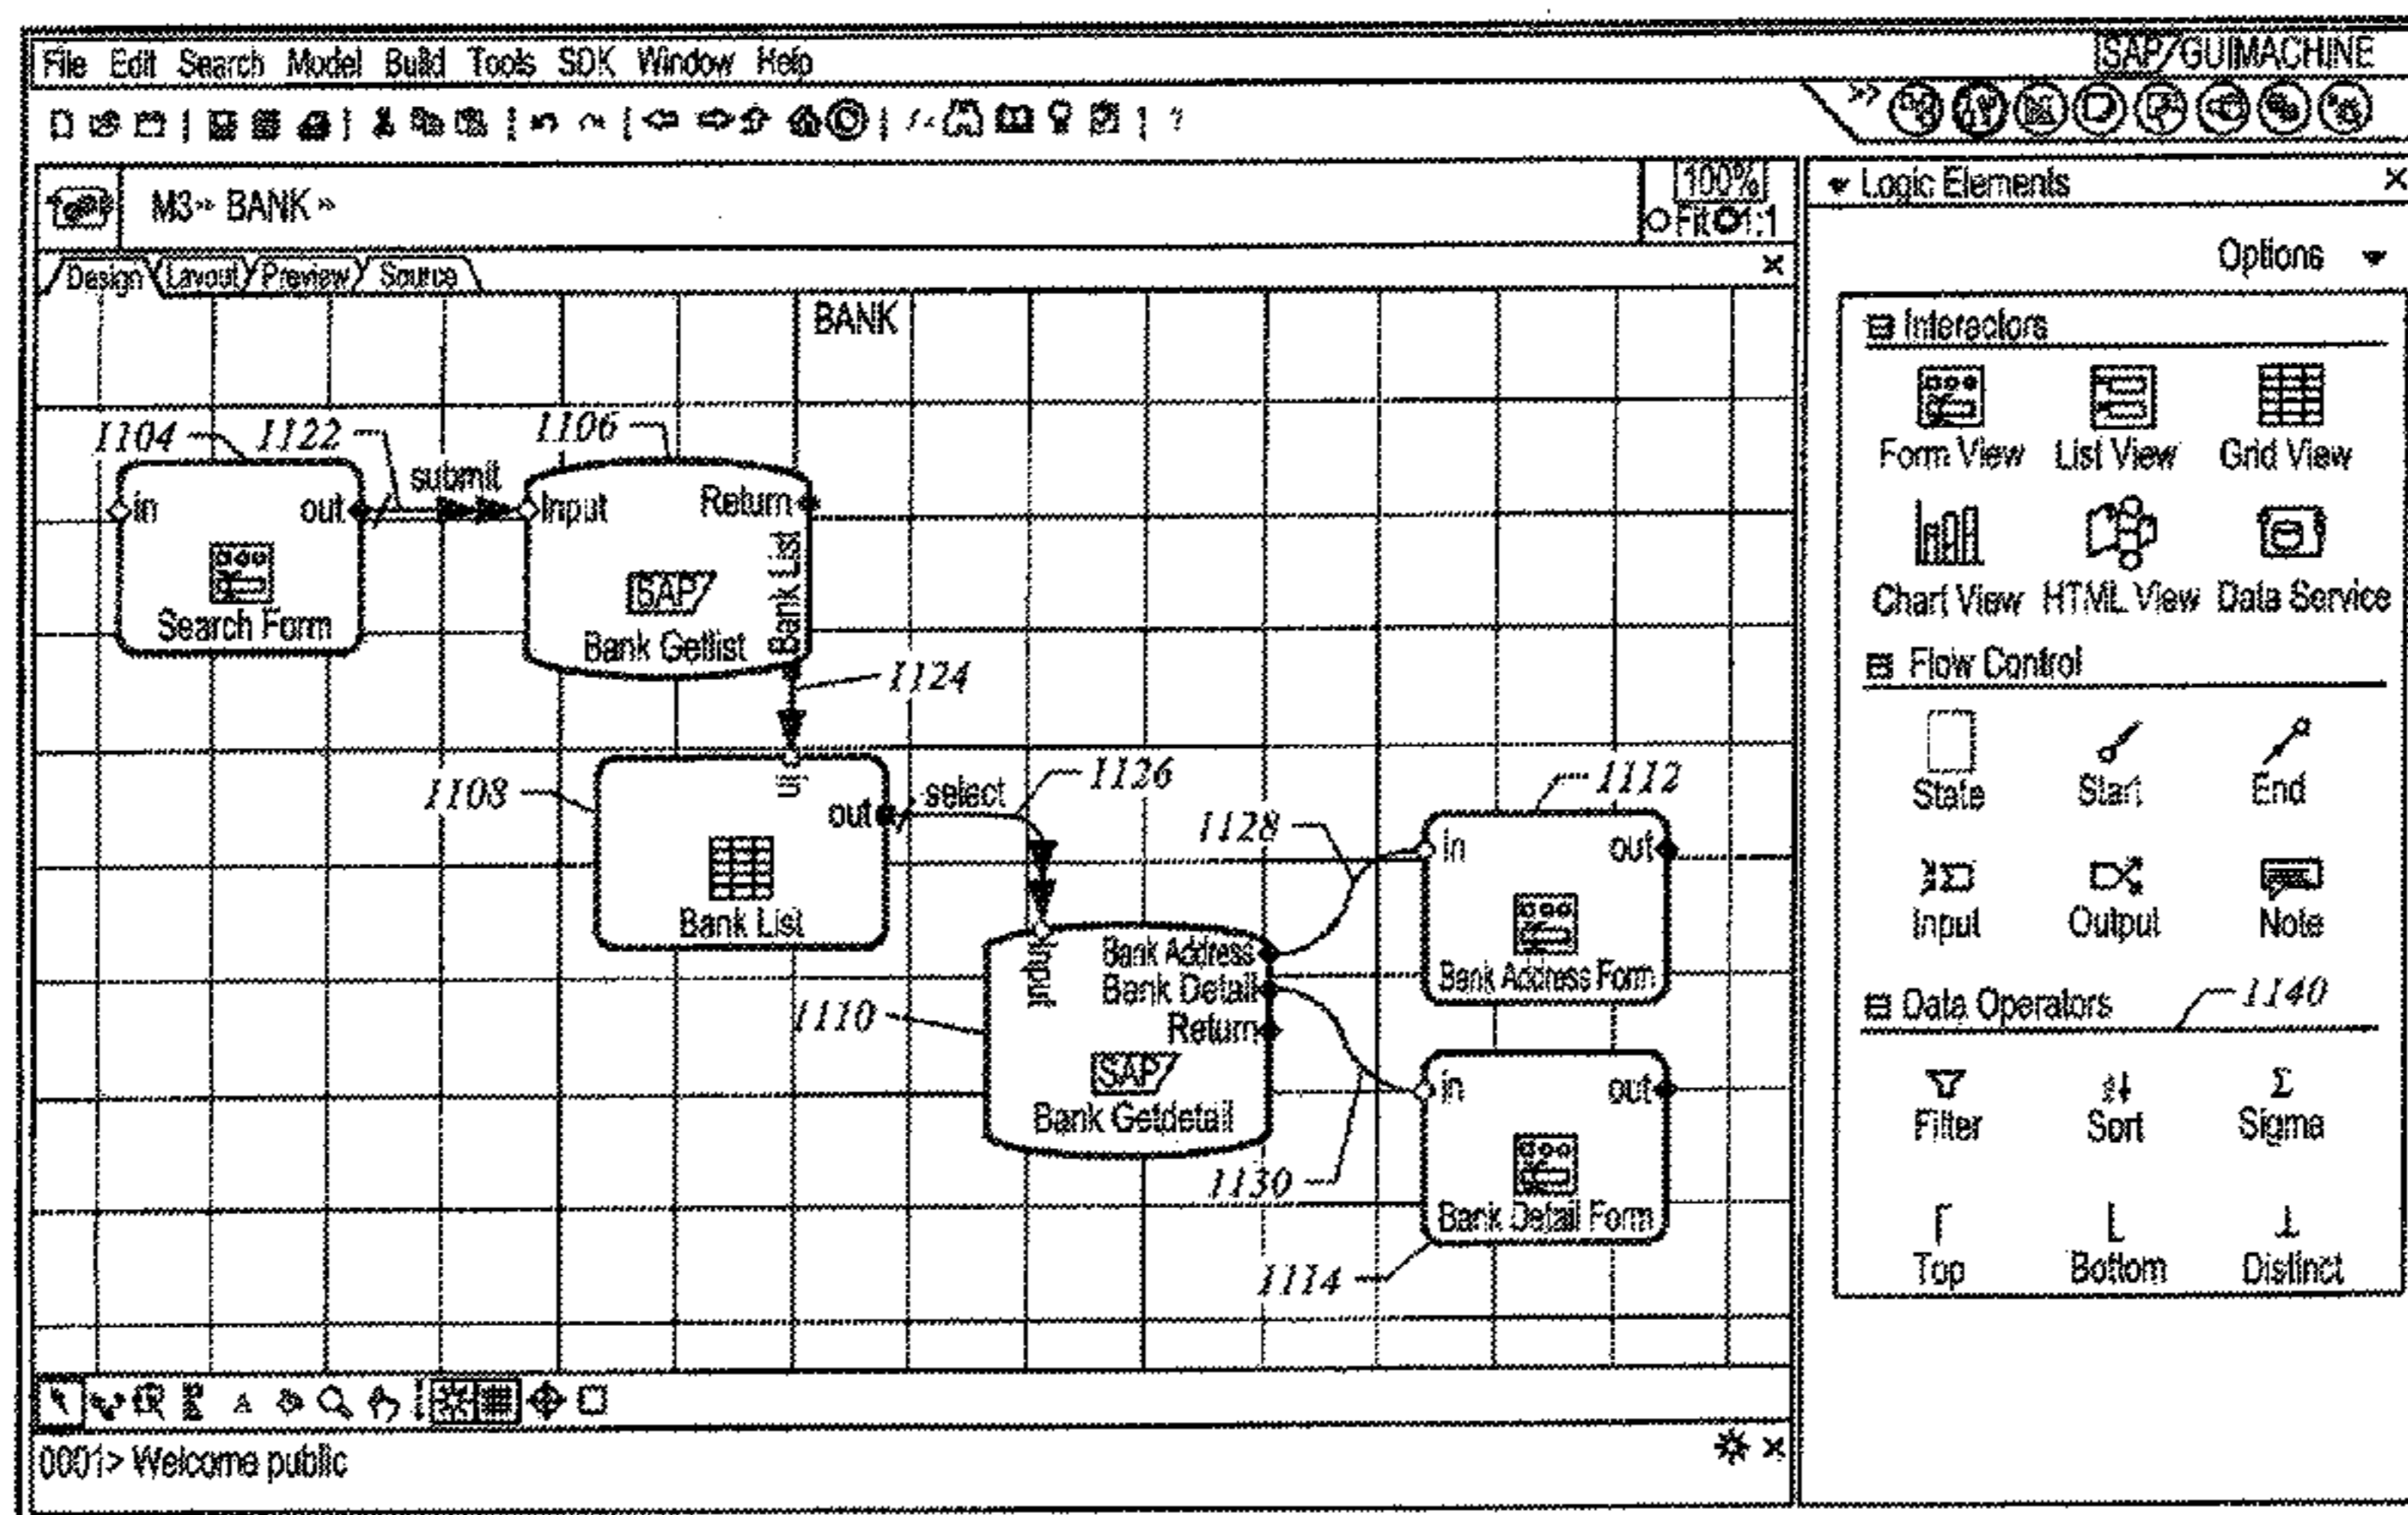 File Edit Search Model Build Tools SDK Window Help
SAP/GUIMACHINE
M3» BANK »
100%
Fit 1:1
Design Layout Preview Source
BANK
1104
1122
1106
submit
in
out
Search Form
Input
Return
Bank List
SAP
Bank Getlist
1124
1108
in
out
Bank List
select
1126
1128
1112
in
out
Bank Address Form
Input
Bank Address
Bank Detail
Return
1110
SAP
Bank Getdetail
1130
in
out
Bank Detail Form
1114
0001> Welcome public
Logic Elements
Options
Interactors
Form View List View Grid View
Chart View HTML View Data Service
Flow Control
State Start End
Input Output Note
Data Operators
1140
Filter Sort Sigma
Top Bottom Distinct